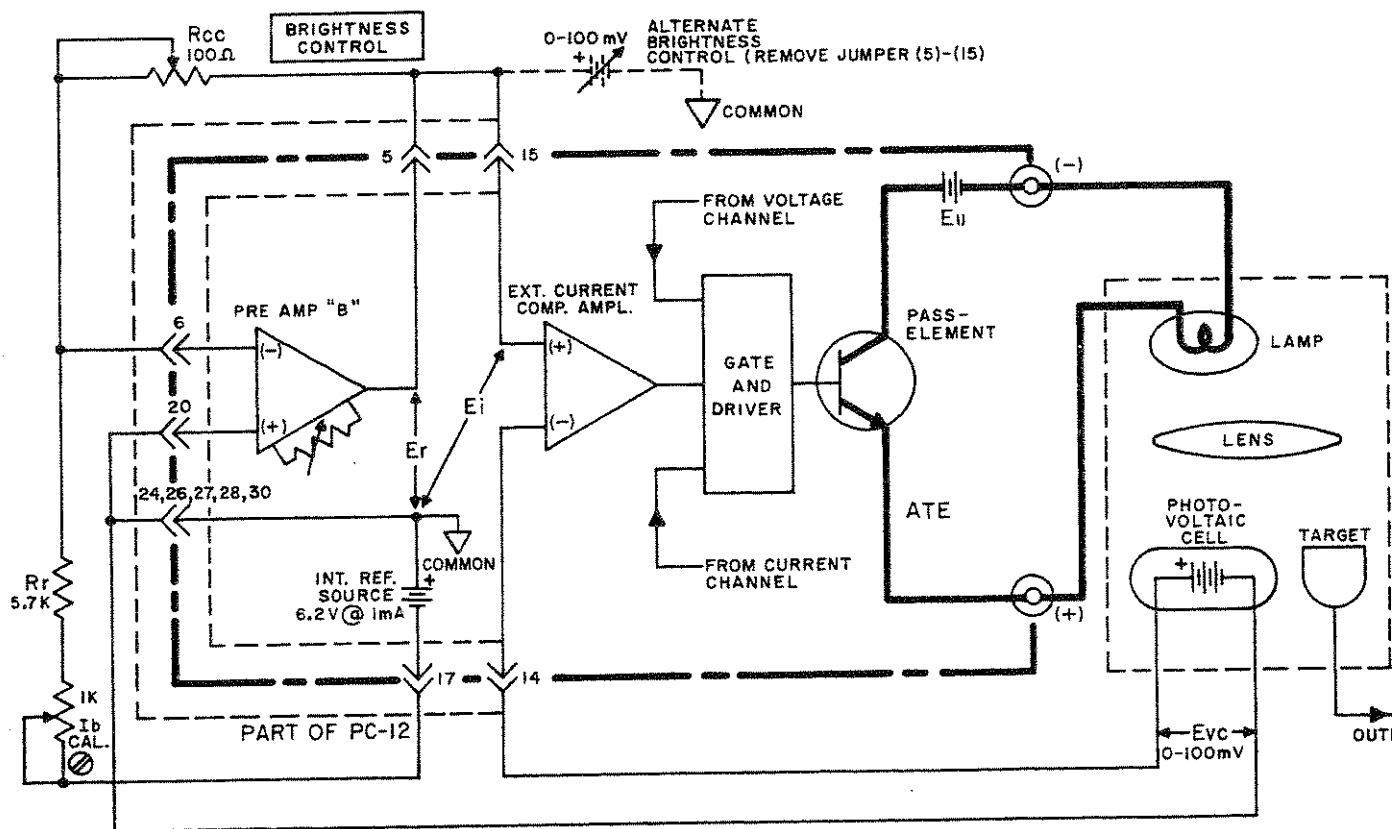 Rcc
100Ω
BRIGHTNESS
CONTROL
0-100 mV
+
ALTERNATE
BRIGHTNESS
CONTROL (REMOVE JUMPER (5)-(15)
COMMON
5
15
(-)
FROM VOLTAGE
CHANNEL
Eu
PRE AMP "B"
EXT. CURRENT
COMP. AMPL.
PASS-
ELEMENT
LAMP
6
(-)
(+)
GATE
AND
DRIVER
20
(+)
Ei
(-)
Er
LENS
24,26,27,28,30
ATE
PHOTO-
VOLTAIC
CELL
TARGET
COMMON
FROM CURRENT
CHANNEL
+
Rr
5.7K
INT. REF.
SOURCE
6.2V @ 1mA
+
(+)
17
14
1K
Ib
CAL.
PART OF PC-12
Evc
0-100mV